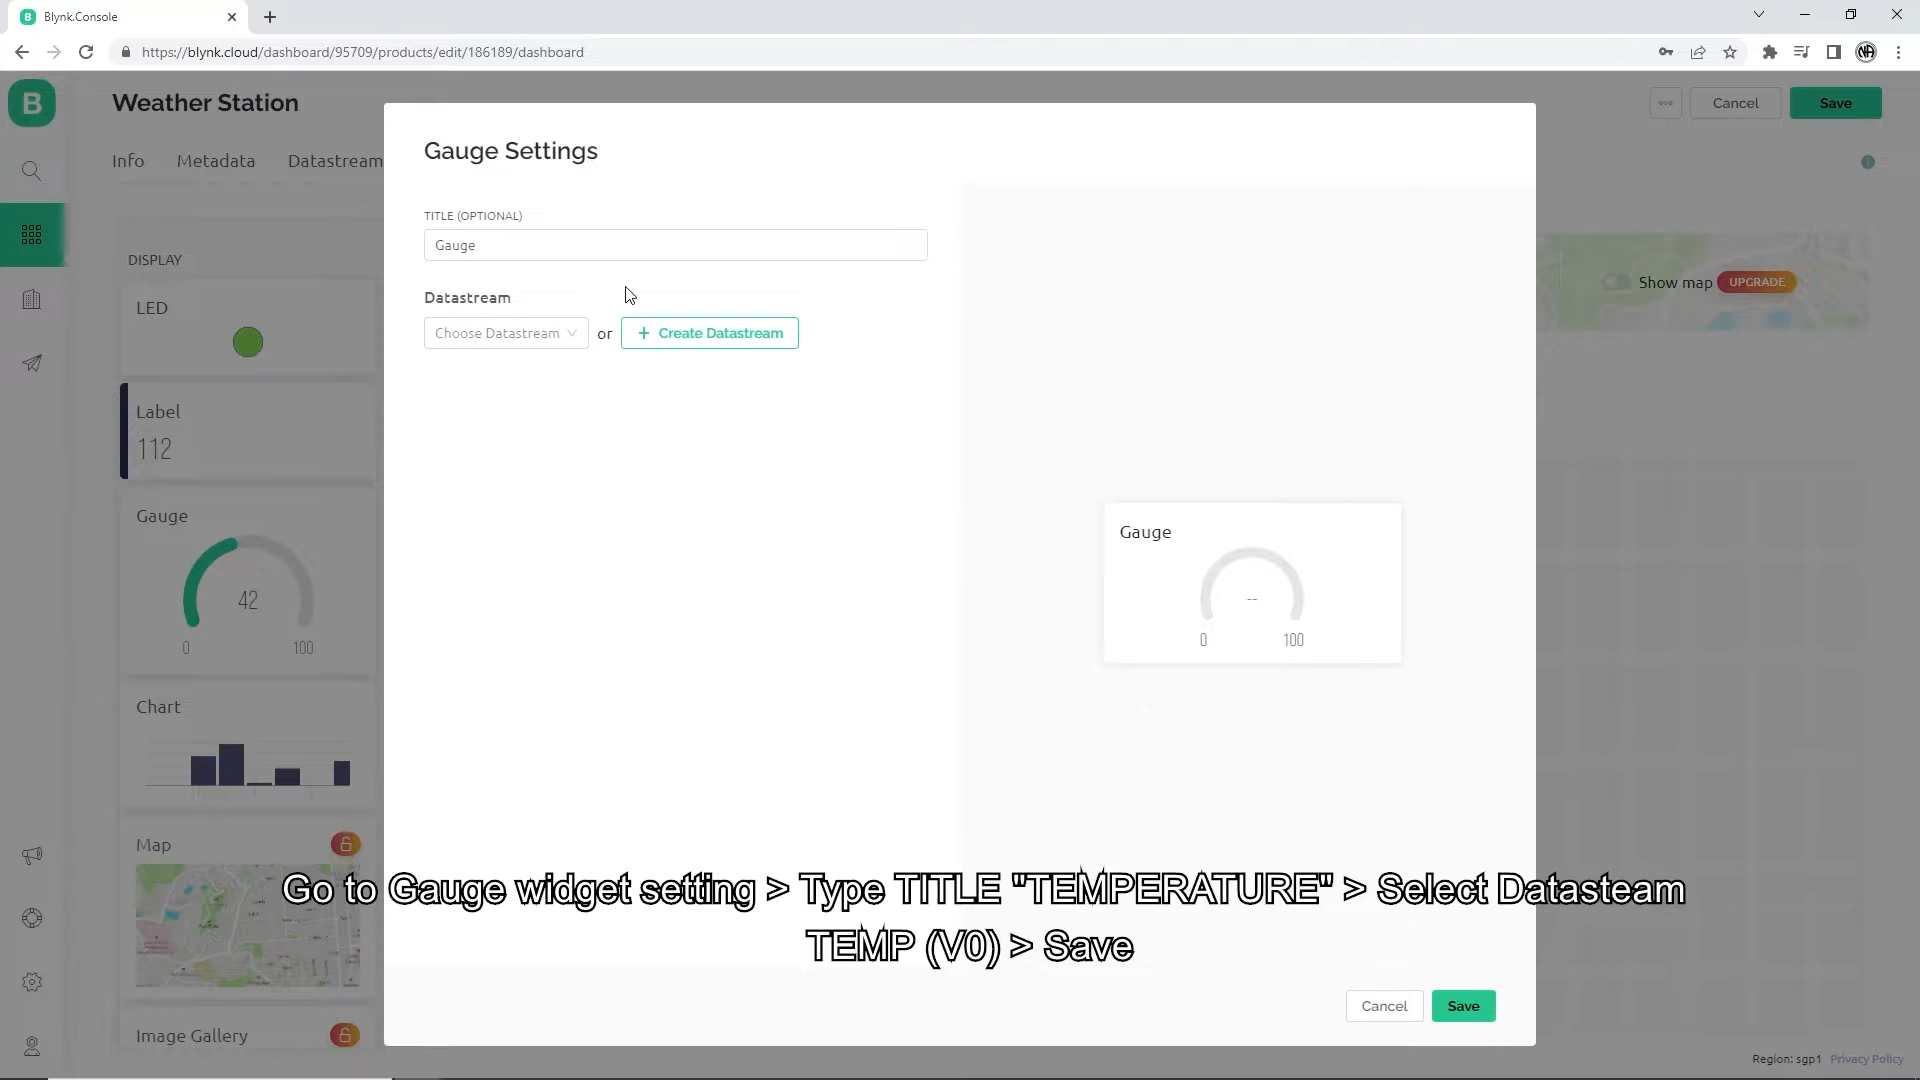 Blynk.Console
https://blynk.cloud/dashboard/95709/products/edit/186189/dashboard
B
Weather Station
Cancel
Save
Info
Metadata
Datastream
Gauge Settings
TITLE (OPTIONAL)
Gauge
Datastream
Choose Datastream
or
+ Create Datastream
DISPLAY
LED
Label
112
Gauge
42
0
100
Chart
Map
Image Gallery
Show map
UPGRADE
Gauge
--
0
100
Go to Gauge widget setting > Type TITLE "TEMPERATURE" > Select Datasteam
TEMP (V0) > Save
Cancel
Save
Region: sgp1
Privacy Policy